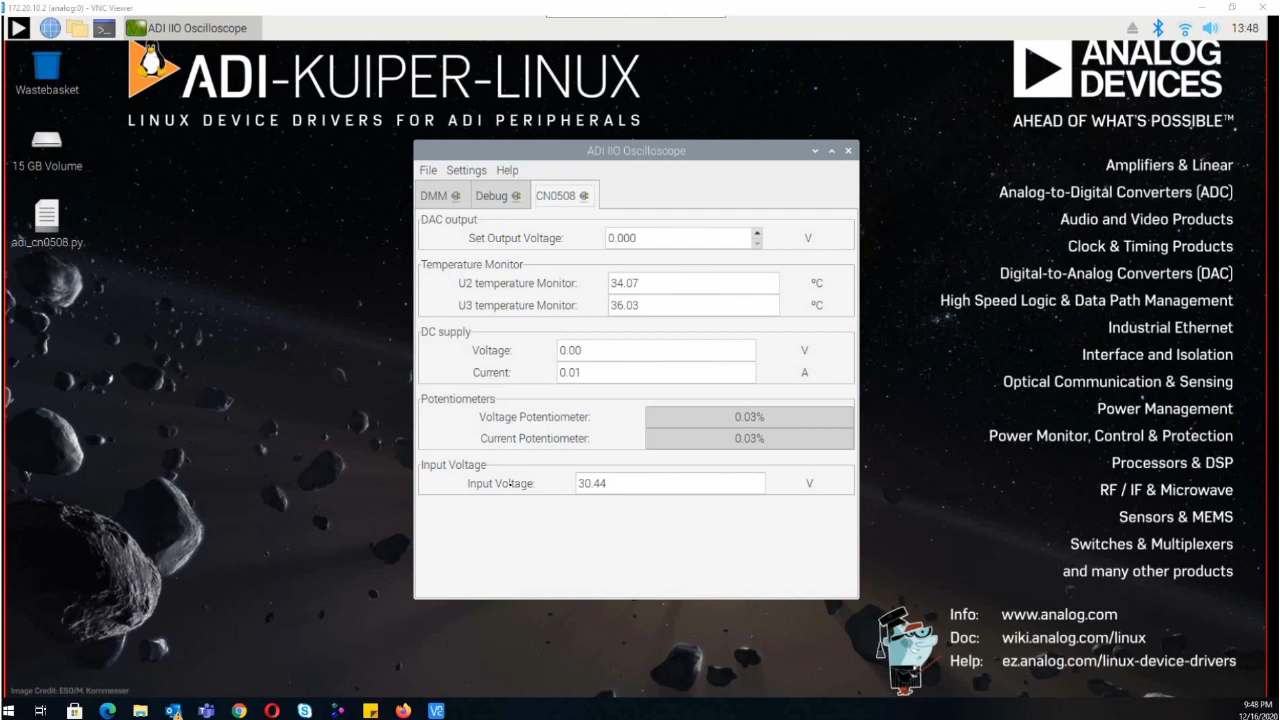 172.20.10.2 (analog:0) - VNC Viewer
ADI IIO Oscilloscope
13:48
Wastebasket
15 GB Volume
adi_cn0508.py
ADI-KUIPER-LINUX
LINUX DEVICE DRIVERS FOR ADI PERIPHERALS
ANALOG
DEVICES
AHEAD OF WHAT'S POSSIBLE™
Amplifiers & Linear
Analog-to-Digital Converters (ADC)
Audio and Video Products
Clock & Timing Products
Digital-to-Analog Converters (DAC)
High Speed Logic & Data Path Management
Industrial Ethernet
Interface and Isolation
Optical Communication & Sensing
Power Management
Power Monitor, Control & Protection
Processors & DSP
RF / IF & Microwave
Sensors & MEMS
Switches & Multiplexers
and many other products
ADI IIO Oscilloscope
File Settings Help
DMM Debug CN0508
DAC output
Set Output Voltage: 0.000 V
Temperature Monitor
U2 temperature Monitor: 34.07 ºC
U3 temperature Monitor: 36.03 ºC
DC supply
Voltage: 0.00 V
Current: 0.01 A
Potentiometers
Voltage Potentiometer: 0.03%
Current Potentiometer: 0.03%
Input Voltage
Input Voltage: 30.44 V
Info: www.analog.com
Doc: wiki.analog.com/linux
Help: ez.analog.com/linux-device-drivers
Image Credit: ESO/M. Kornmesser
9:48 PM
12/16/2020